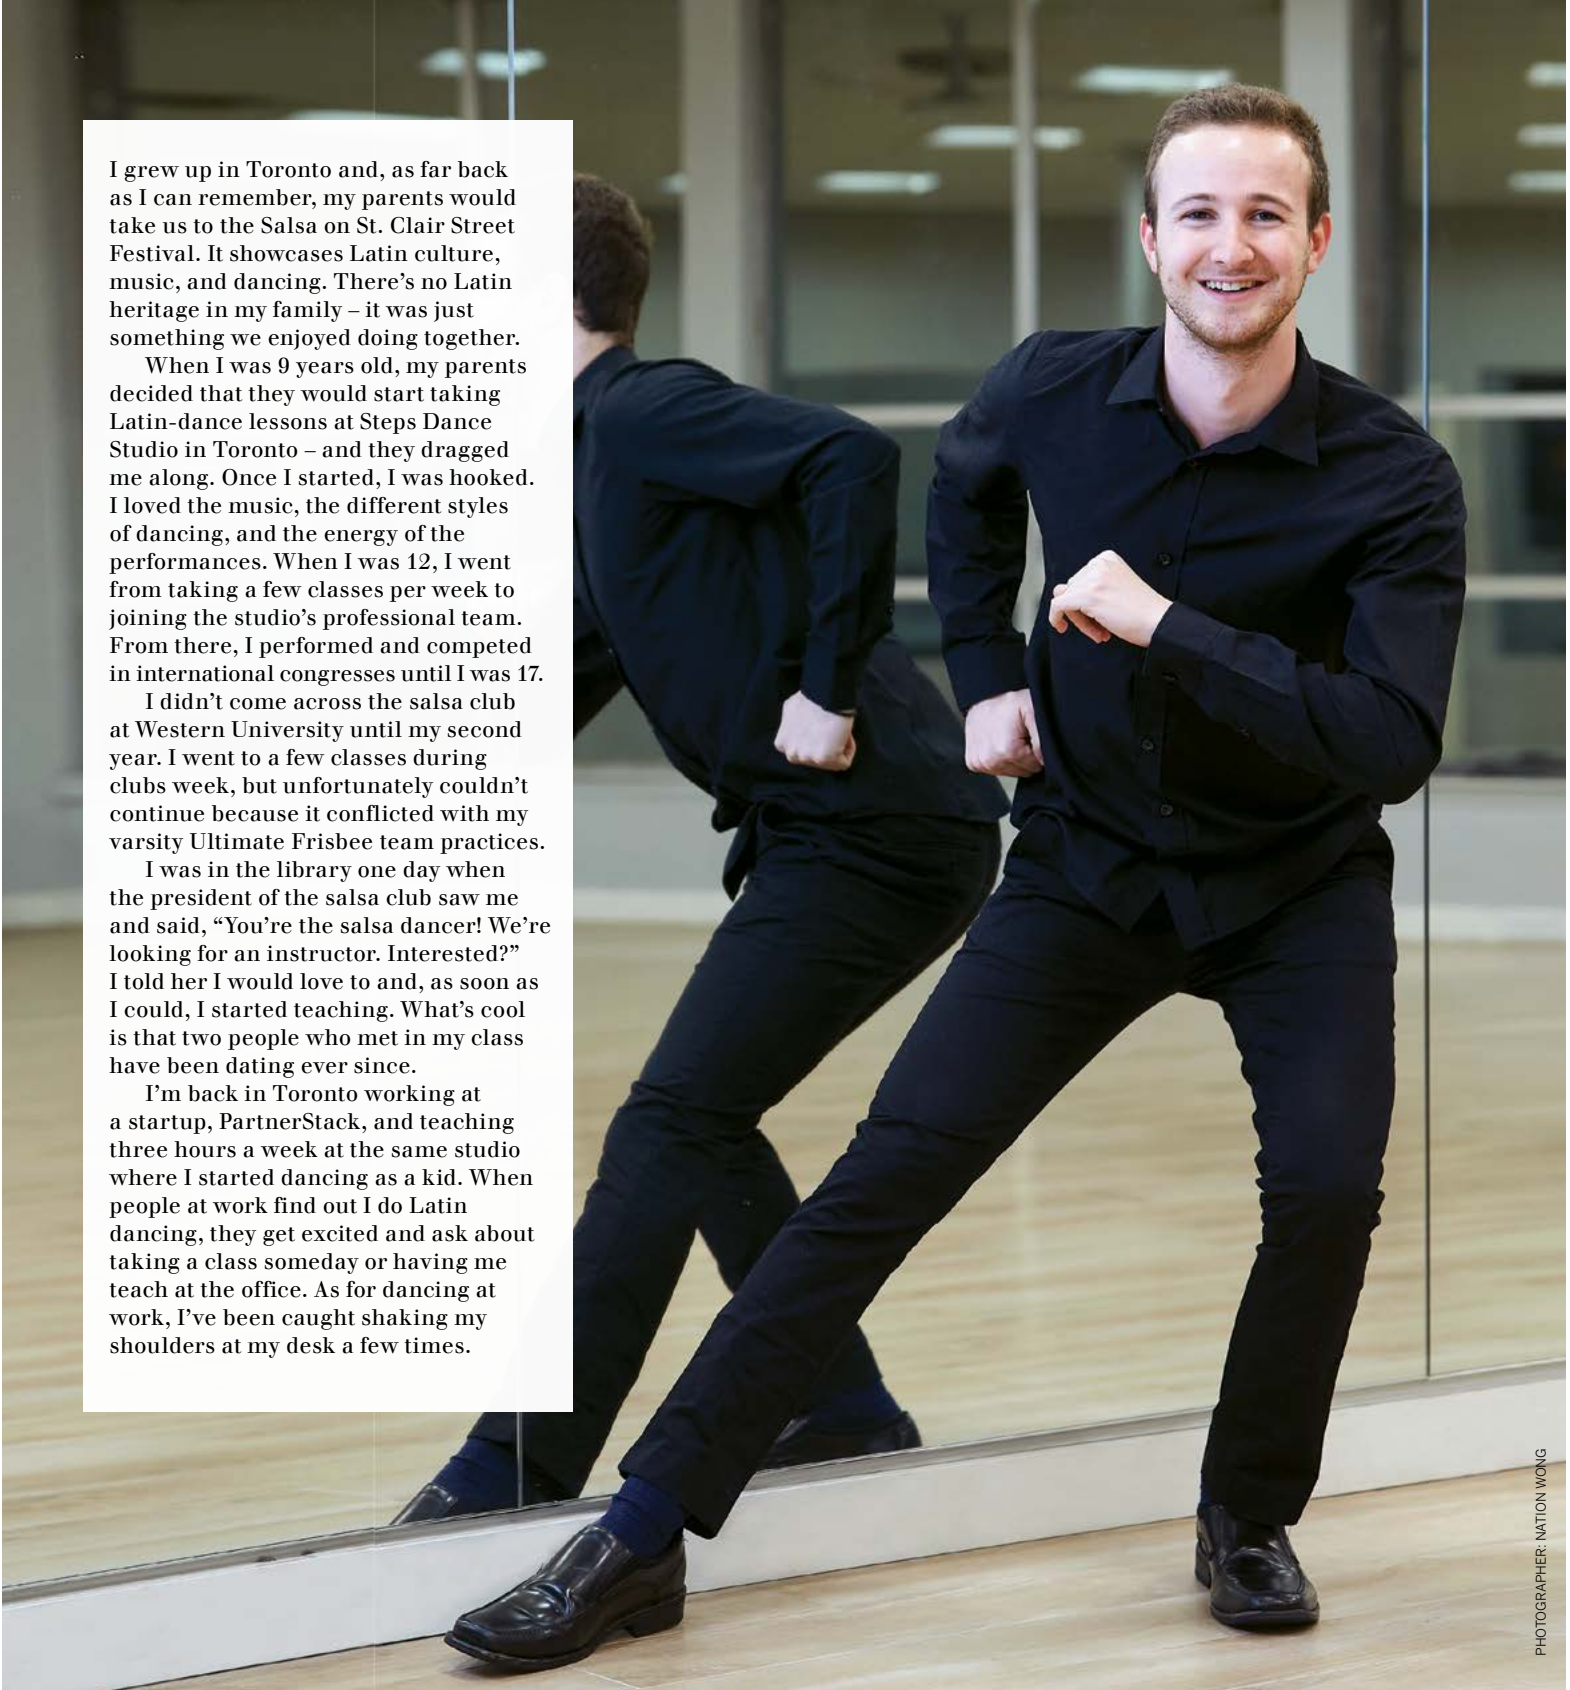 I grew up in Toronto and, as far back
as I can remember, my parents would
take us to the Salsa on St. Clair Street
Festival. It showcases Latin culture,
music, and dancing. There’s no Latin
heritage in my family – it was just
something we enjoyed doing together.
When I was 9 years old, my parents
decided that they would start taking
Latin-dance lessons at Steps Dance
Studio in Toronto – and they dragged
me along. Once I started, I was hooked.
I loved the music, the different styles
of dancing, and the energy of the
performances. When I was 12, I went
from taking a few classes per week to
joining the studio’s professional team.
From there, I performed and competed
in international congresses until I was 17.
I didn’t come across the salsa club
at Western University until my second
year. I went to a few classes during
clubs week, but unfortunately couldn’t
continue because it conflicted with my
varsity Ultimate Frisbee team practices.
I was in the library one day when
the president of the salsa club saw me
and said, “You’re the salsa dancer! We’re
looking for an instructor. Interested?”
I told her I would love to and, as soon as
I could, I started teaching. What’s cool
is that two people who met in my class
have been dating ever since.
I’m back in Toronto working at
a startup, PartnerStack, and teaching
three hours a week at the same studio
where I started dancing as a kid. When
people at work find out I do Latin
dancing, they get excited and ask about
taking a class someday or having me
teach at the office. As for dancing at
work, I’ve been caught shaking my
shoulders at my desk a few times.
PHOTOGRAPHER: NATION WONG